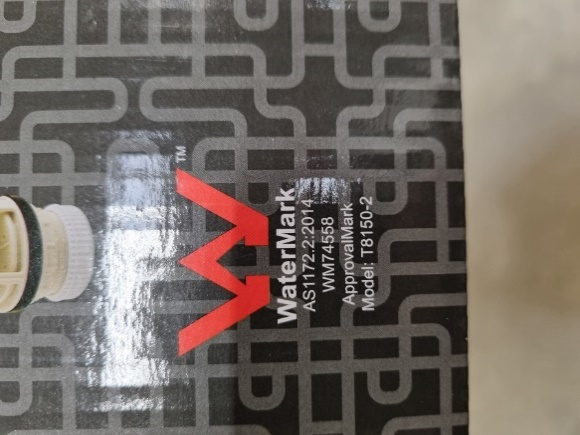 TM
WaterMark
AS1172.2:2014
WM74558
ApprovalMark
Model: T8150-2